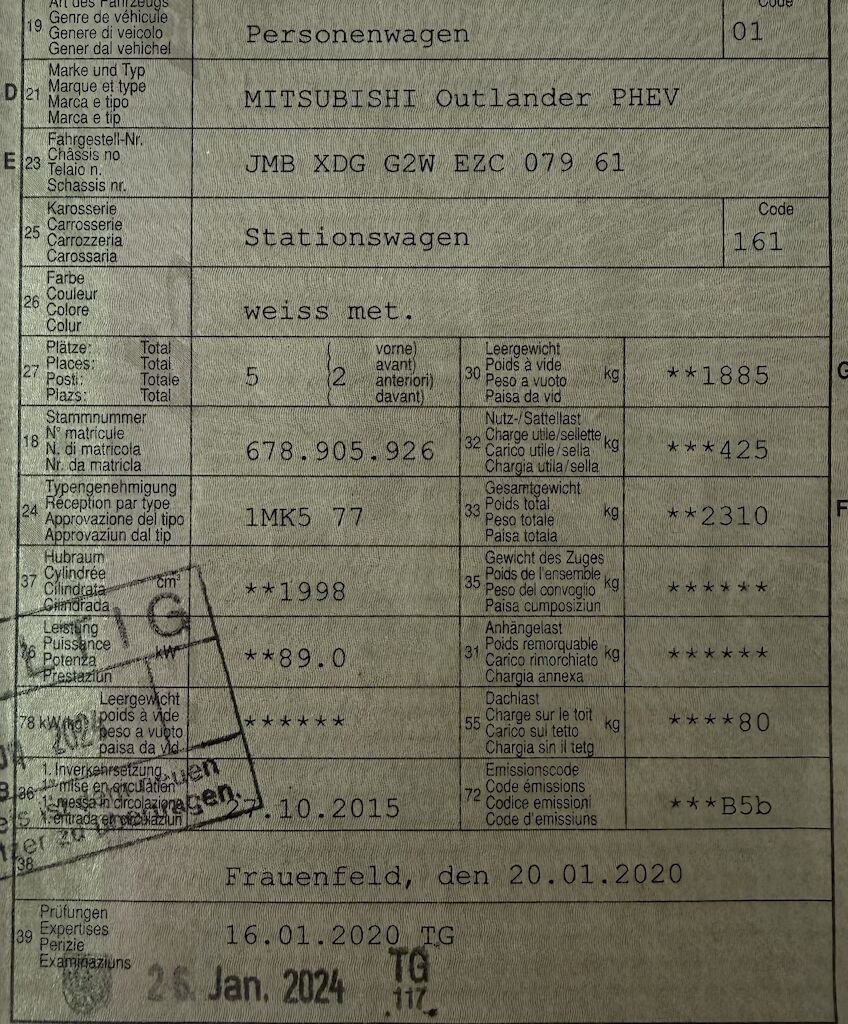 Art des Fahrzeugs
Genre de véhicule
Genere di veicolo
Gener dal vehichel
19
Personenwagen
Code
01
D 21
Marke und Typ
Marque et type
Marca e tipo
Marca e tip
MITSUBISHI Outlander PHEV
E 23
Fahrgestell-Nr.
Châssis no
Telaio n.
Schassis nr.
JMB XDG G2W EZC 079 61
25
Karosserie
Carrosserie
Carrozzeria
Carossaria
Stationswagen
Code
161
26
Farbe
Couleur
Colore
Colur
weiss met.
27
Plätze: Total
Places: Total
Posti: Totale
Plazs: Total
5 (2 vorne)
avant)
anteriori)
davant)
30
Leergewicht
Poids à vide
Peso a vuoto
Paisa da vid
kg
**1885
G
18
Stammnummer
N° matricule
N. di matricola
Nr. da matricla
678.905.926
32
Nutz-/Sattellast
Charge utile/sellette
Carico utile/sella
Chargia utila/sella
kg
***425
24
Typengenehmigung
Réception par type
Approvazione del tipo
Approvaziun dal tip
1MK5 77
33
Gesamtgewicht
Poids total
Peso totale
Paisa totala
kg
**2310
F
37
Hubraum
Cylindrée
Cilindrata
Cilindrada
cm³
**1998
35
Gewicht des Zuges
Poids de l'ensemble
Peso del convoglio
Paisa cumposiziun
kg
******
76
Leistung
Puissance
Potenza
Prestaziun
kW
**89.0
31
Anhängelast
Poids remorquable
Carico rimorchiato
Chargia annexa
kg
******
78 kW/kg
Leergewicht
poids à vide
peso a vuoto
paisa da vid
******
55
Dachlast
Charge sur le toit
Carico sul tetto
Chargia sin il tetg
kg
****80
36
1. Inverkehrsetzung
1re mise en circulation
1. messa in circolazione
1. entrada en circulaziun
27.10.2015
72
Emissionscode
Code émissions
Codice emissioni
Code d'emissiuns
***B5b
38
Frauenfeld, den 20.01.2020
39
Prüfungen
Expertises
Perizie
Examinaziuns
16.01.2020 TG
26. Jan. 2024
TG
117
LTIG
2024